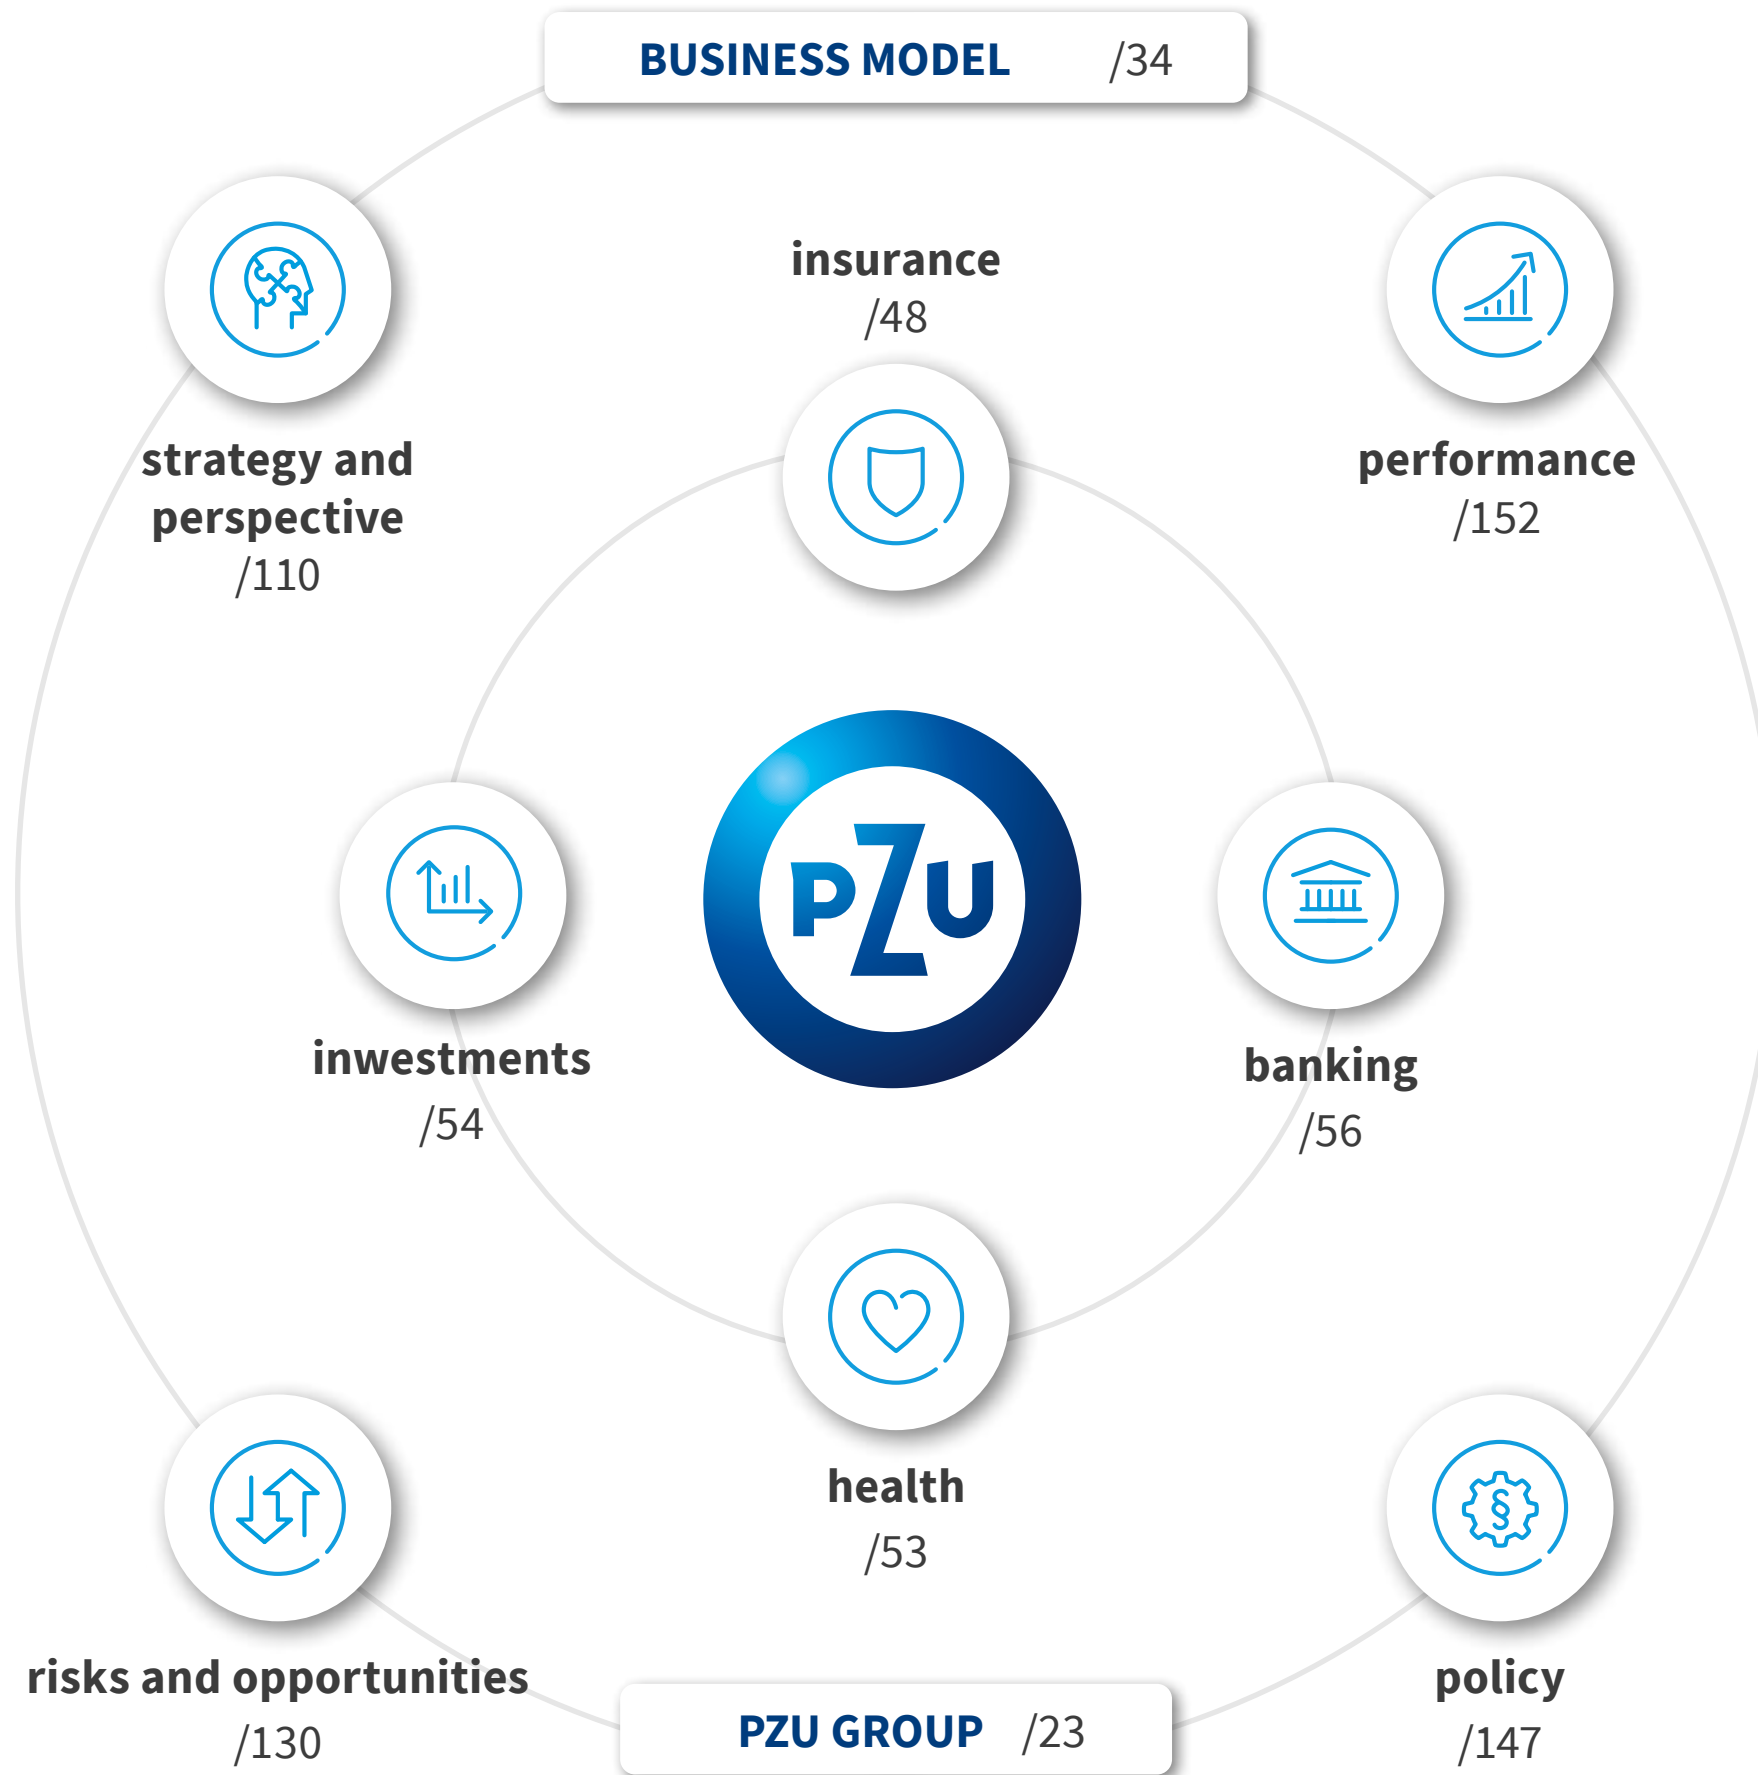 BUSINESS MODEL /34
insurance
/48
strategy and
perspective
/110
performance
/152
PZU
inwestments
/54
banking
/56
health
/53
§
risks and opportunities
/130
policy
/147
PZU GROUP /23